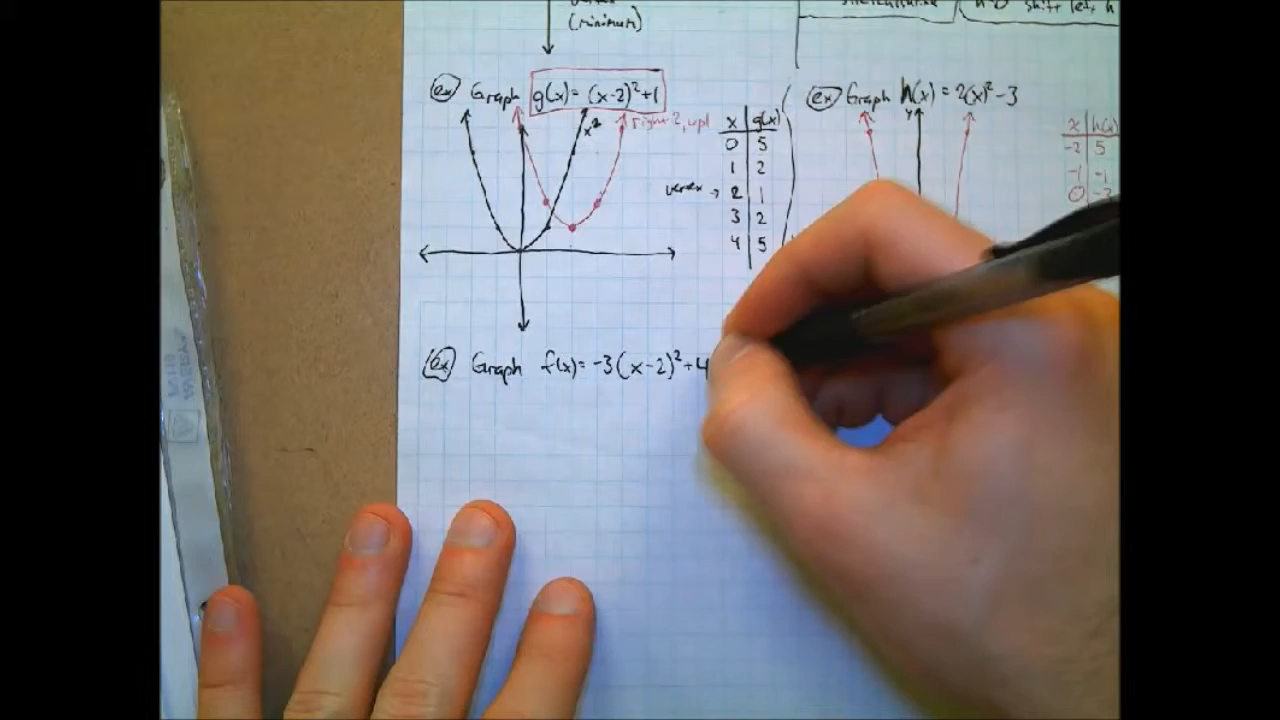 (minimum)
shift left h
ex Graph g(x) = (x-2)²+1
x²
right 2, up 1
x g(x)
0 5
1 2
vertex → 2 1
3 2
4 5
ex Graph h(x) = 2(x)²-3
y
x h(x)
-2 5
-1 -1
0 -3
ex Graph f(x) = -3(x-2)²+4